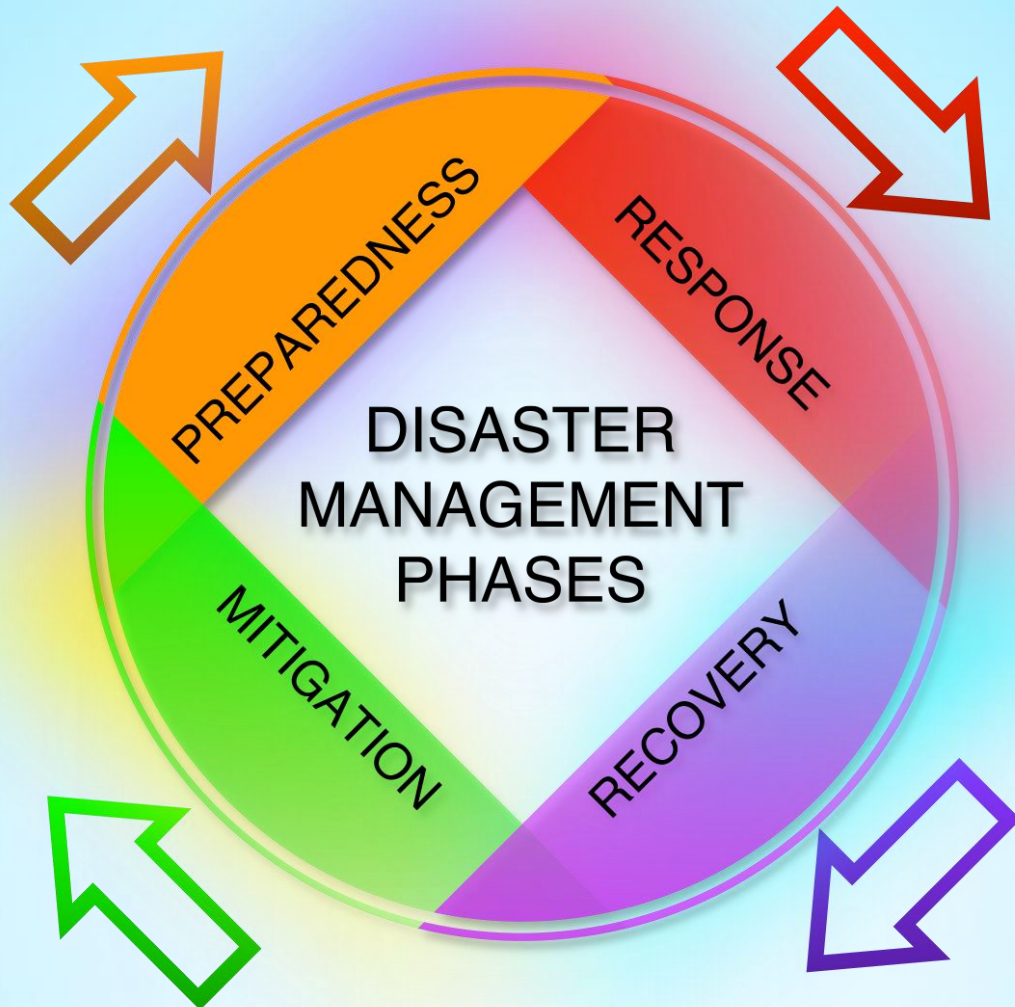 PREPAREDNESS
RESPONSE
DISASTER
MANAGEMENT
PHASES
MITIGATION
RECOVERY